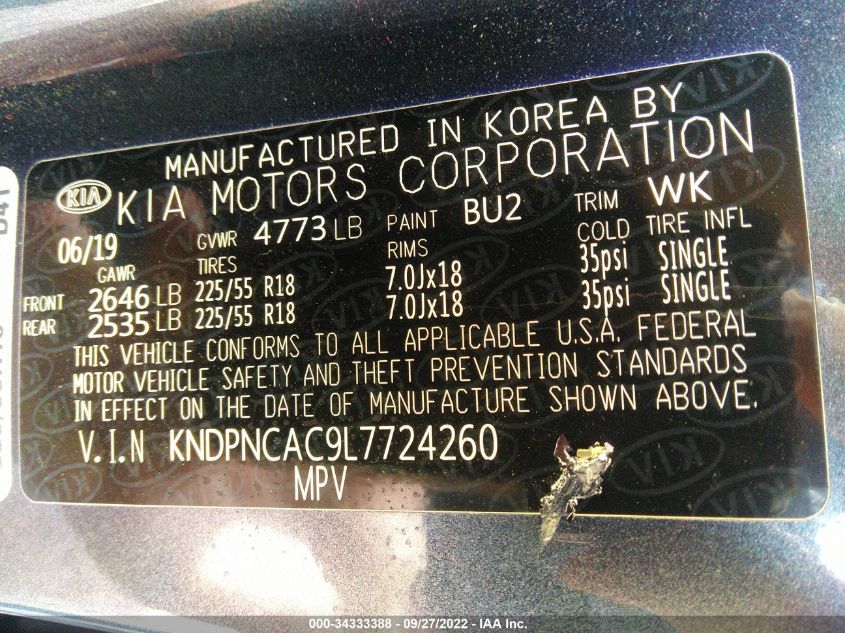 MANUFACTURED IN KOREA BY
KIA KIA MOTORS CORPORATION
06/19 GVWR 4773 LB PAINT BU2 TRIM WK
GAWR TIRES RIMS COLD TIRE INFL
FRONT 2646 LB 225/55 R18 7.0Jx18 35psi SINGLE
REAR 2535 LB 225/55 R18 7.0Jx18 35psi SINGLE
THIS VEHICLE CONFORMS TO ALL APPLICABLE U.S.A. FEDERAL
MOTOR VEHICLE SAFETY AND THEFT PREVENTION STANDARDS
IN EFFECT ON THE DATE OF MANUFACTURE SHOWN ABOVE.
V.I.N KNDPNCAC9L7724260
MPV
000-34333388 - 09/27/2022 - IAA Inc.